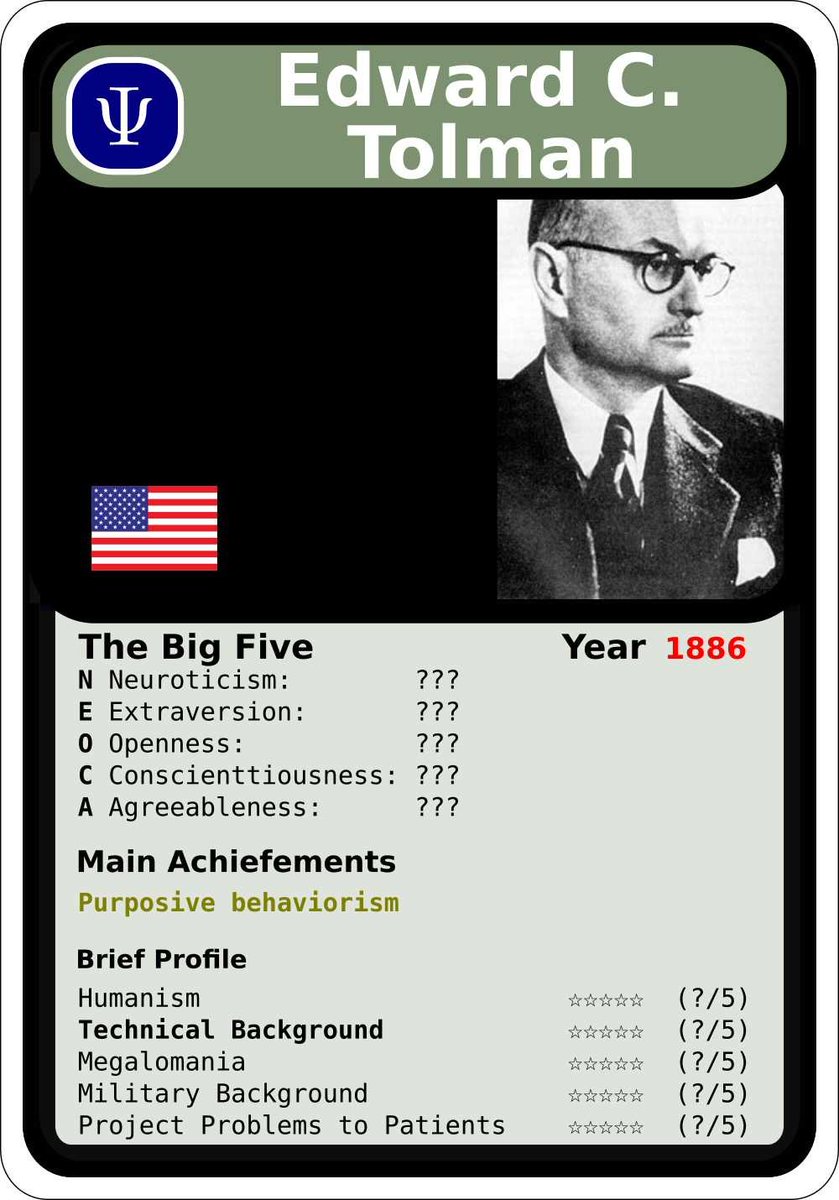 Ψ
Edward C.
Tolman
The Big Five Year 1886
N Neuroticism: ???
E Extraversion: ???
O Openness: ???
C Conscienttiousness: ???
A Agreeableness: ???
Main Achiefements
Purposive behaviorism
Brief Profile
Humanism ☆☆☆☆☆ (?/5)
Technical Background ☆☆☆☆☆ (?/5)
Megalomania ☆☆☆☆☆ (?/5)
Military Background ☆☆☆☆☆ (?/5)
Project Problems to Patients ☆☆☆☆☆ (?/5)